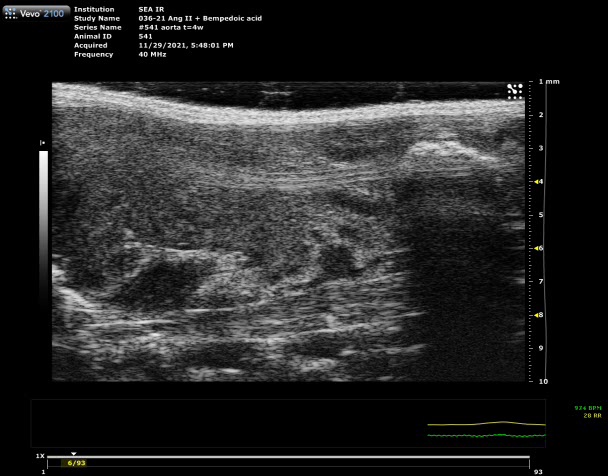 Vevo 2100
Institution SEA IR
Study Name 036-21 Ang II + Bempedoic acid
Series Name #541 aorta t=4w
Animal ID 541
Acquired 11/29/2021, 5:48:01 PM
Frequency 40 MHz
1 mm
2
3
4
5
6
7
8
9
10
974 BPM
28 RR
1X
6/93
1
93